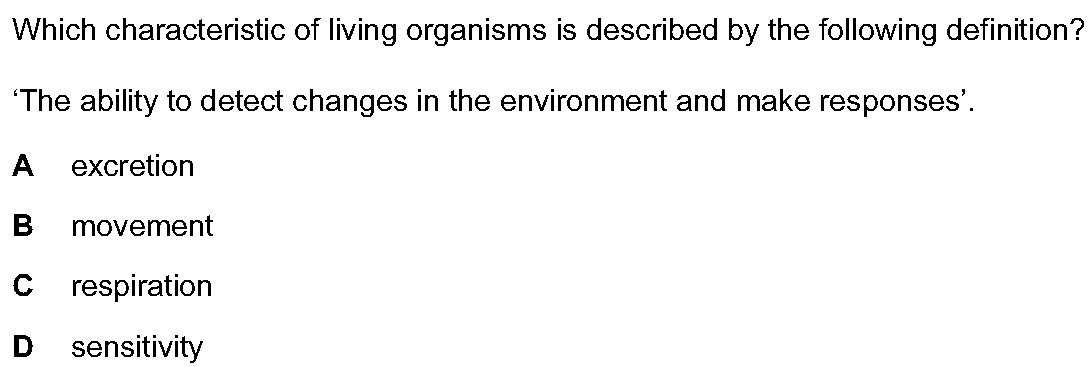 Which characteristic of living organisms is described by the following definition?
‘The ability to detect changes in the environment and make responses’.
A excretion
B movement
C respiration
D sensitivity